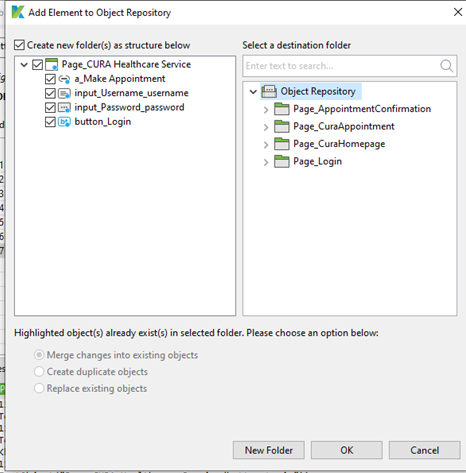 Add Element to Object Repository
Create new folder(s) as structure below
Select a destination folder
Page_CURA Healthcare Service
a_Make Appointment
input_Username_username
input_Password_password
button_Login
Enter text to search...
Object Repository
Page_AppointmentConfirmation
Page_CuraAppointment
Page_CuraHomepage
Page_Login
Highlighted object(s) already exist(s) in selected folder. Please choose an option below:
Merge changes into existing objects
Create duplicate objects
Replace existing objects
New Folder
OK
Cancel